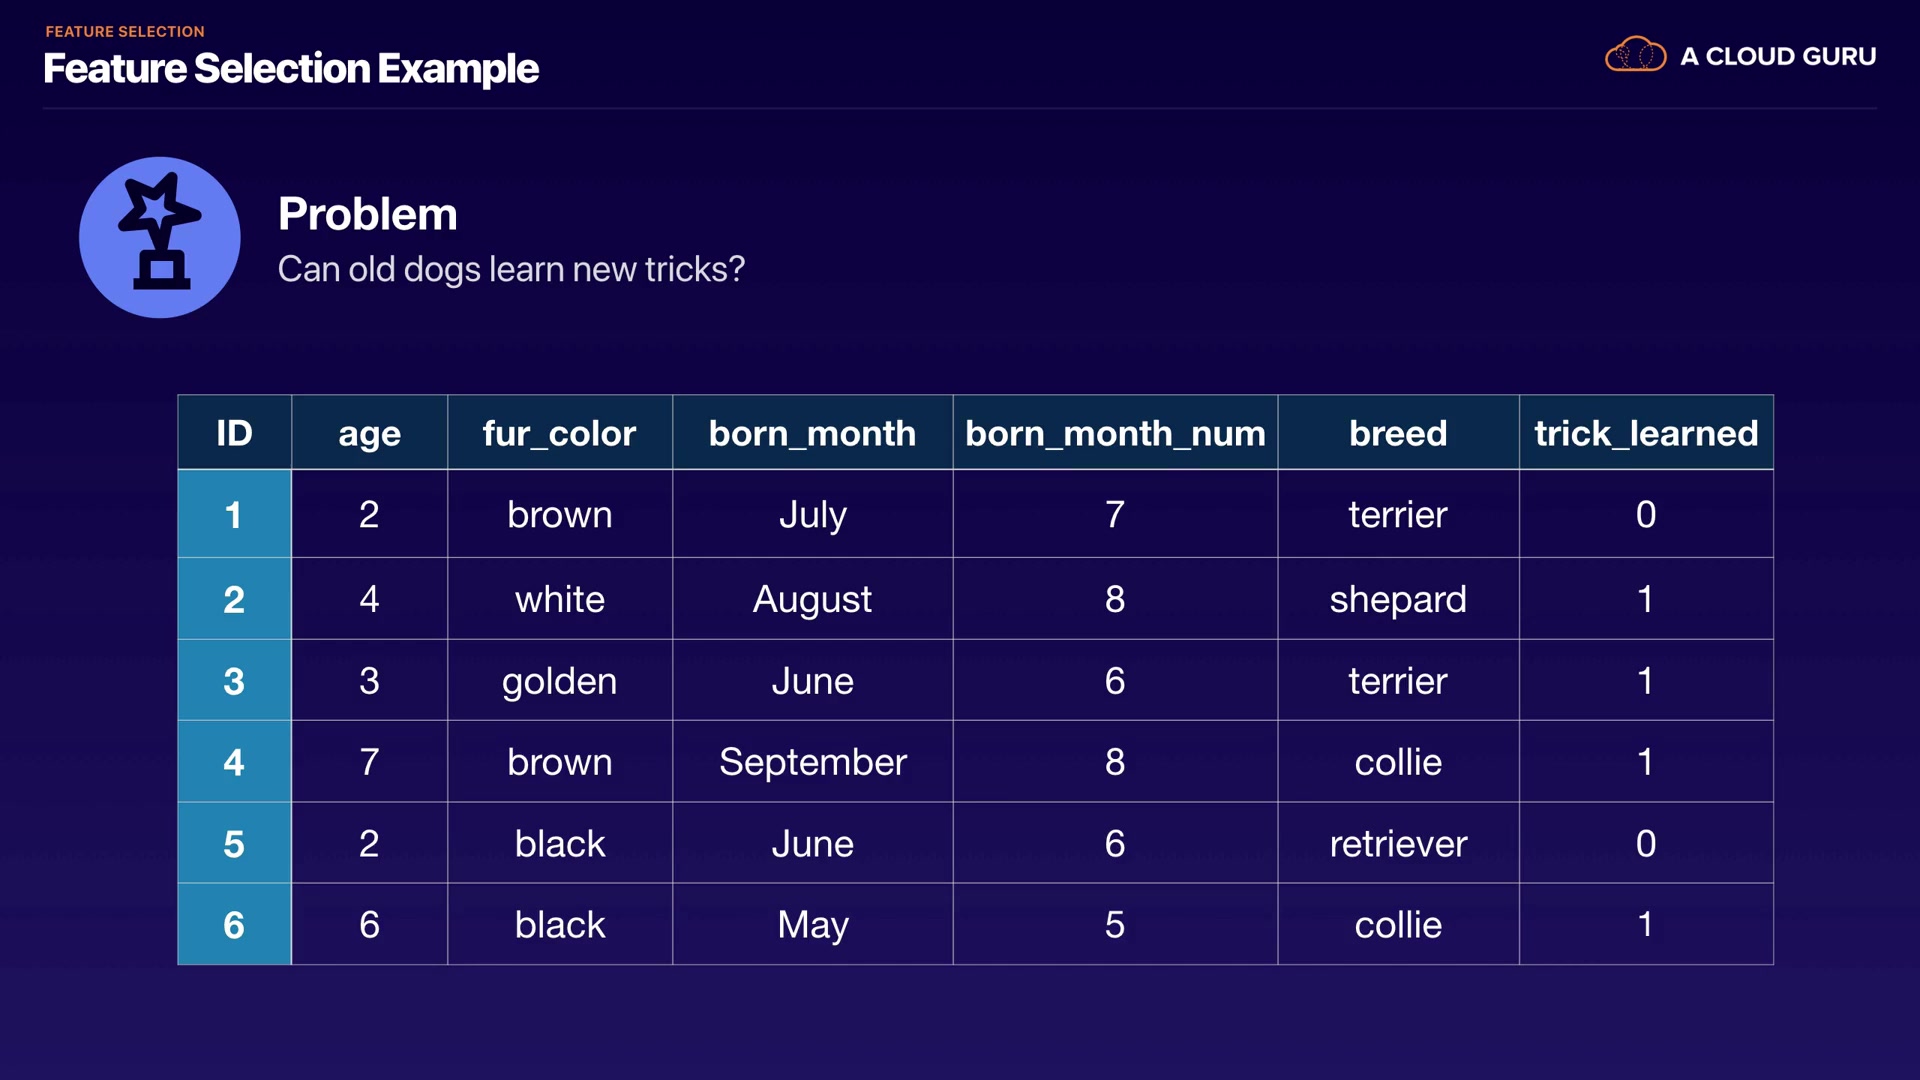 FEATURE SELECTION
Feature Selection Example
A CLOUD GURU
Problem
Can old dogs learn new tricks?
ID age fur_color born_month born_month_num breed trick_learned
1 2 brown July 7 terrier 0
2 4 white August 8 shepard 1
3 3 golden June 6 terrier 1
4 7 brown September 8 collie 1
5 2 black June 6 retriever 0
6 6 black May 5 collie 1